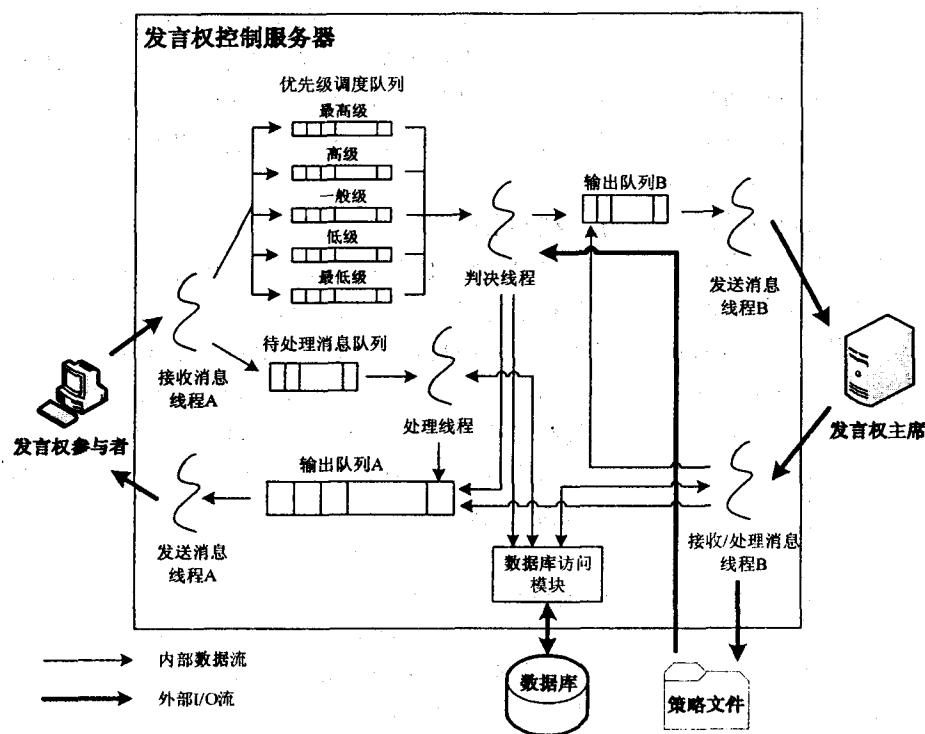 发言权控制服务器
优先级调度队列
最高级
高级
一般级
低级
最低级
输出队列B
判决线程
发送消息
线程B
接收消息
线程A
待处理消息队列
处理线程
发言权参与者
发言权主席
输出队列A
发送消息
线程A
接收/处理消息
线程B
数据库访问
模块
内部数据流
外部I/O流
数据库
策略文件